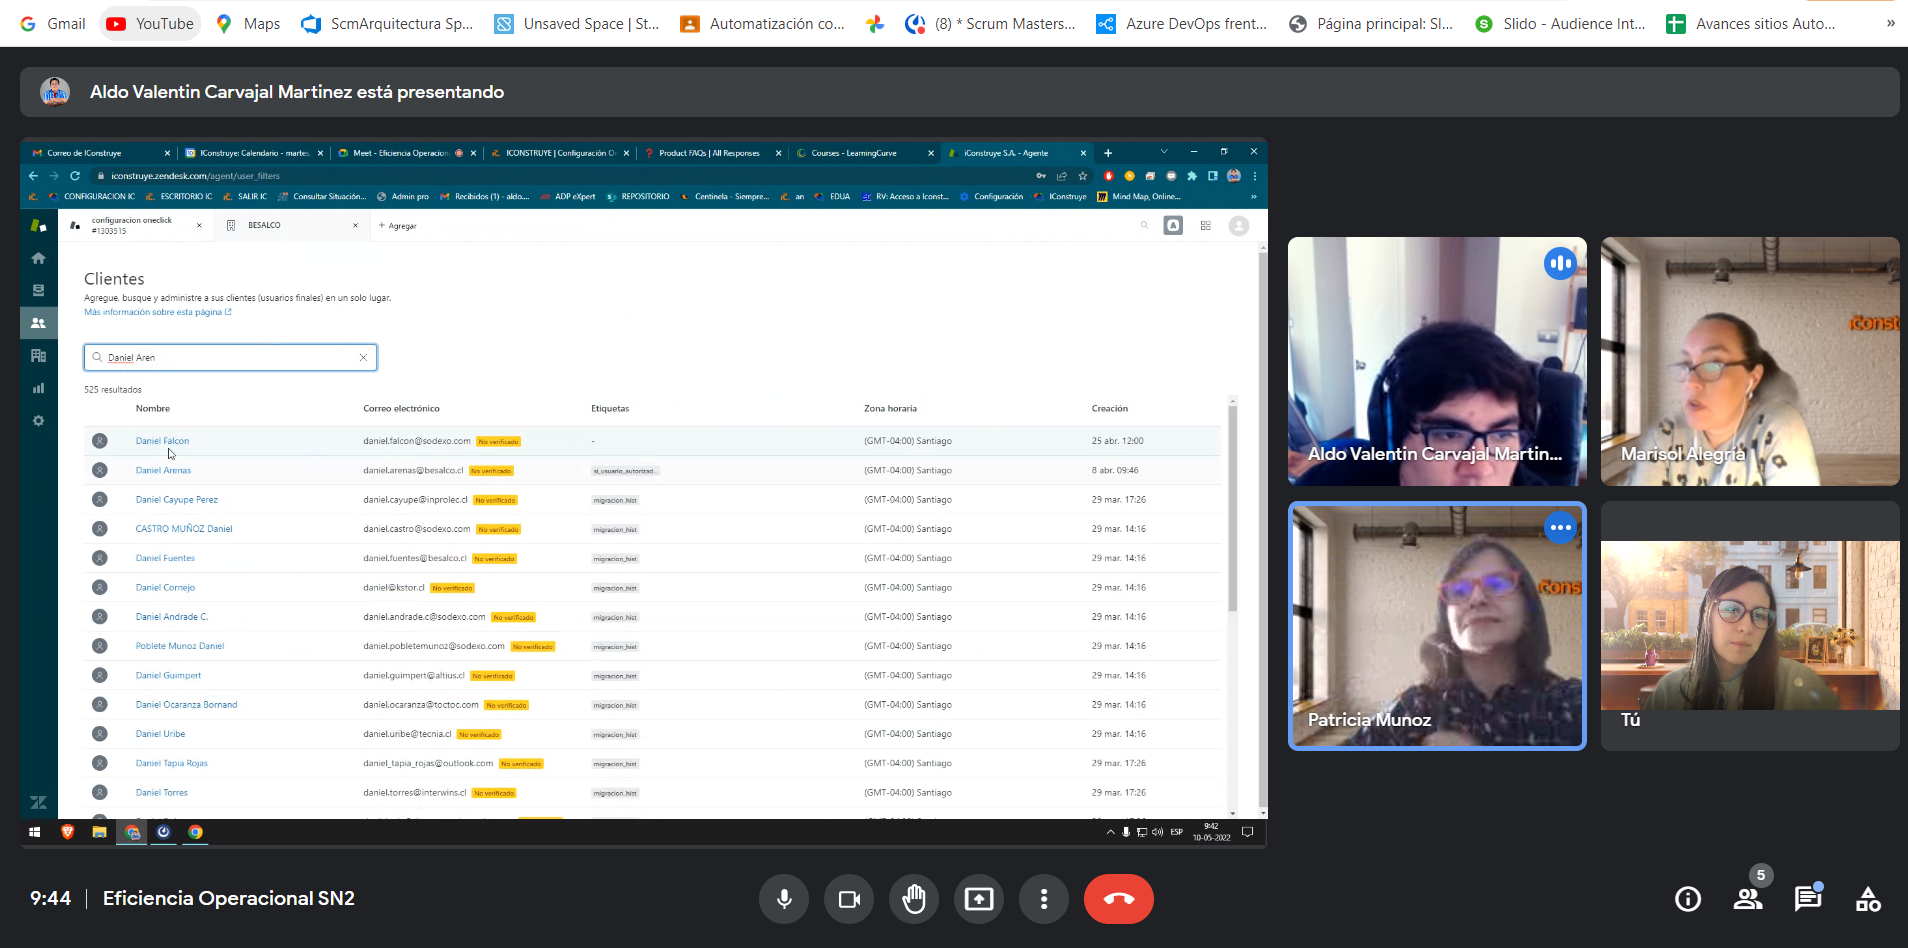 Gmail YouTube Maps ScmArquitectura Sp... Unsaved Space | St... Automatización co... (8) * Scrum Masters... Azure DevOps frent... Página principal: Sl... Slido - Audience Int... Avances sitios Auto... »
Aldo Valentin Carvajal Martinez está presentando
Correo de IConstruye IConstruye: Calendario - martes, Meet - Eficiencia Operacion ICONSTRUYE | Configuración O Product FAQs | All Responses Courses - LearningCurve iConstruye S.A. - Agente
iconstruye.zendesk.com/agent/user_filters
CONFIGURACION IC ESCRITORIO IC SALIR IC Consultar Situación... Admin pro Recibidos (1) - aldo.... ADP eXpert REPOSITORIO Centinela - Siempre... an EDUA RV: Acceso a Iconst... Configuración IConstruye Mind Map, Online... »
configuracion oneclick
#1303515
BESALCO
+ Agregar
Clientes
Agregue, busque y administre a sus clientes (usuarios finales) en un solo lugar.
Más información sobre esta página
Daniel Aren
525 resultados
Nombre Correo electrónico Etiquetas Zona horaria Creación
Daniel Falcon daniel.falcon@sodexo.com No verificado - (GMT-04:00) Santiago 25 abr. 12:00
Daniel Arenas daniel.arenas@besalco.cl No verificado si_usuario_autorizad... (GMT-04:00) Santiago 8 abr. 09:46
Daniel Cayupe Perez daniel.cayupe@inprolec.cl No verificado migracion_hist (GMT-04:00) Santiago 29 mar. 17:26
CASTRO MUÑOZ Daniel daniel.castro@sodexo.com No verificado migracion_hist (GMT-04:00) Santiago 29 mar. 14:16
Daniel Fuentes daniel.fuentes@besalco.cl No verificado migracion_hist (GMT-04:00) Santiago 29 mar. 14:16
Daniel Cornejo daniel@kstor.cl No verificado migracion_hist (GMT-04:00) Santiago 29 mar. 14:16
Daniel Andrade C. daniel.andrade.c@sodexo.com No verificado migracion_hist (GMT-04:00) Santiago 29 mar. 14:16
Poblete Munoz Daniel daniel.pobletemunoz@sodexo.com No verificado migracion_hist (GMT-04:00) Santiago 29 mar. 14:16
Daniel Guimpert daniel.guimpert@altius.cl No verificado migracion_hist (GMT-04:00) Santiago 29 mar. 14:16
Daniel Ocaranza Bornand daniel.ocaranza@toctoc.com No verificado migracion_hist (GMT-04:00) Santiago 29 mar. 14:16
Daniel Uribe daniel.uribe@tecnia.cl No verificado migracion_hist (GMT-04:00) Santiago 29 mar. 17:26
Daniel Tapia Rojas daniel_tapia_rojas@outlook.com No verificado migracion_hist (GMT-04:00) Santiago 29 mar. 17:26
Daniel Torres daniel.torres@interwins.cl No verificado migracion_hist (GMT-04:00) Santiago 29 mar. 17:26
ESP
9:42
10-05-2022
iconst
Aldo Valentin Carvajal Martin...
Marisol Alegria
icons
Patricia Munoz
Tú
9:44 | Eficiencia Operacional SN2
5